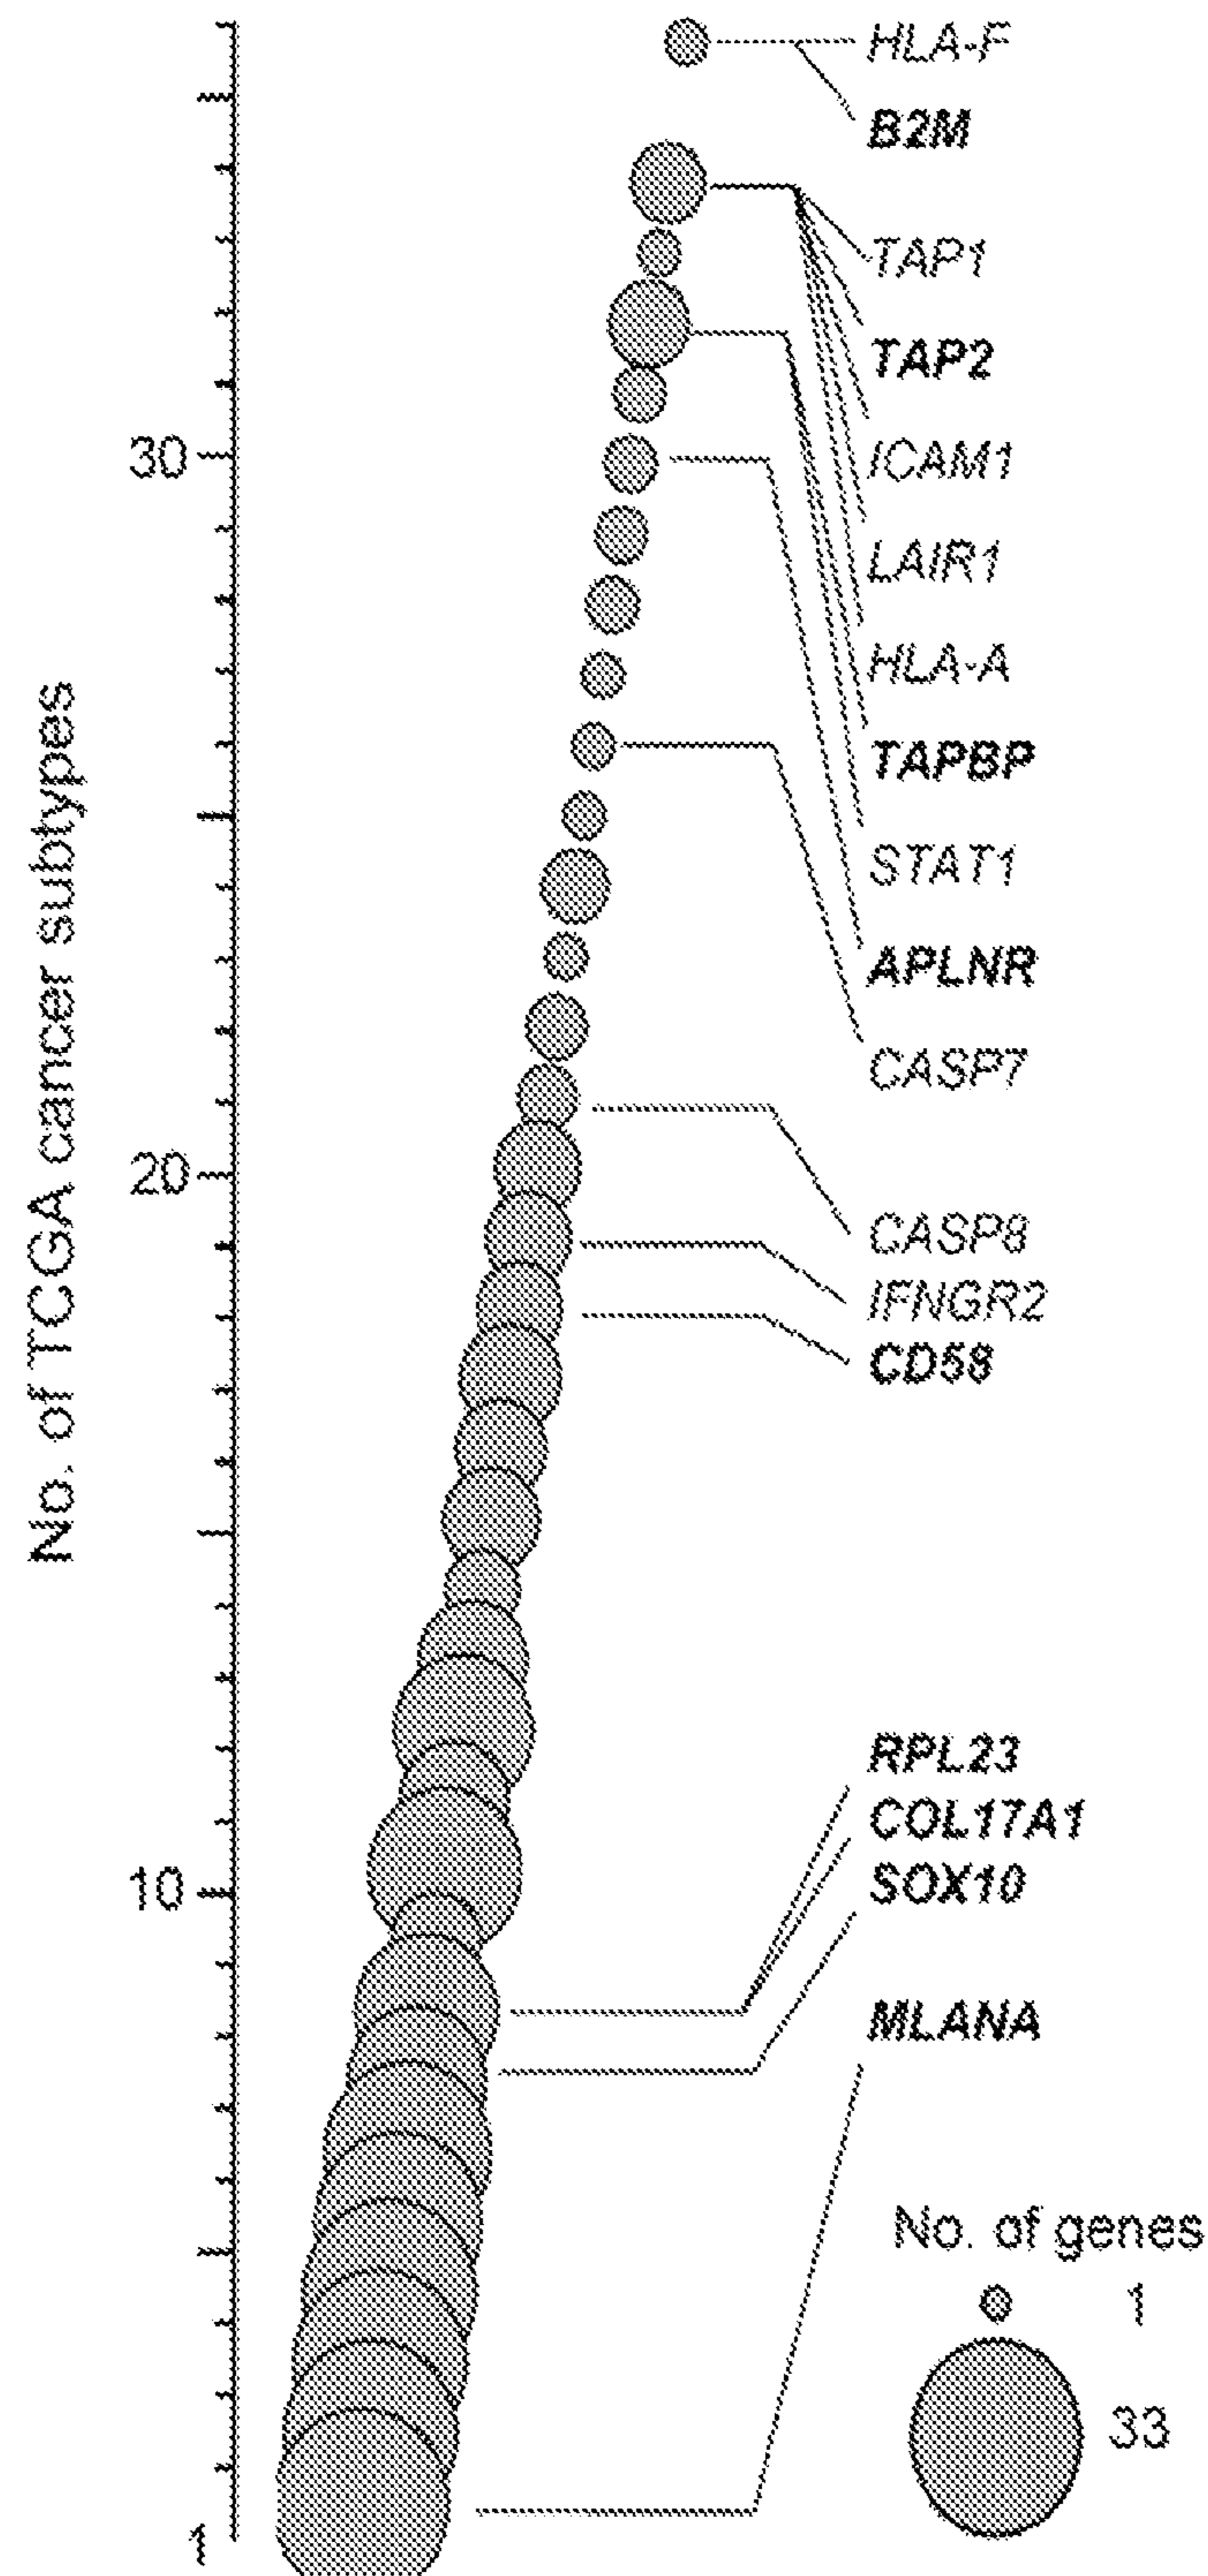 No. of TCGA cancer subtypes
30
20
10
1
HLA-F
B2M
TAP1
TAP2
ICAM1
LAIR1
HLA-A
TAPBP
STAT1
APLNR
CASP7
CASP8
IFNGR2
CD58
RPL23
COL17A1
SOX10
MLANA
No. of genes
1
33